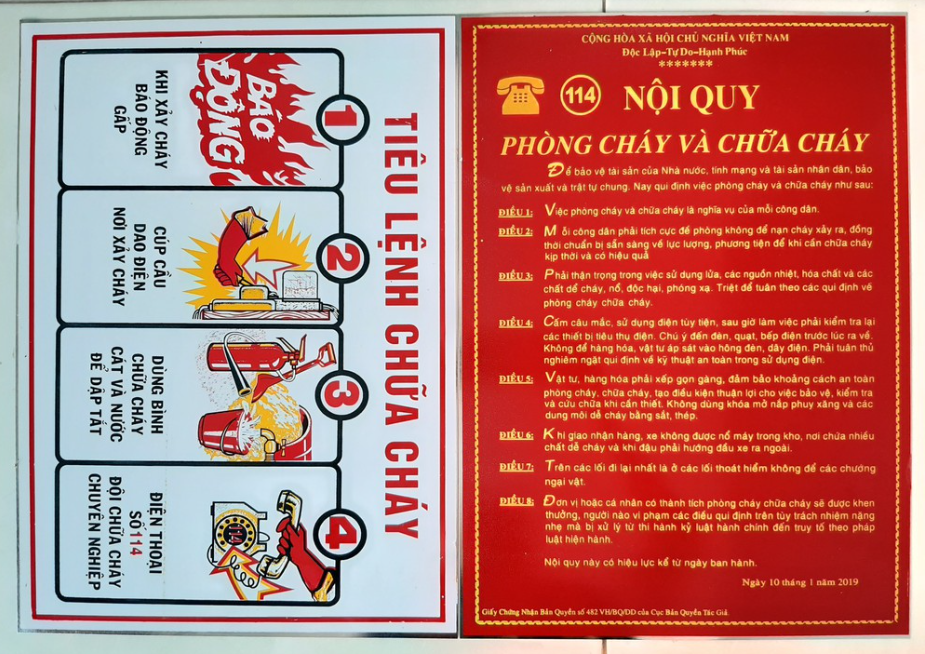 TIÊU LỆNH CHỮA CHÁY
1
BÁO
ĐỘNG
KHI XẢY CHÁY
BÁO ĐỘNG
GẤP
2
CÚP CẦU
DAO ĐIỆN
NƠI XẢY CHÁY
3
DÙNG BÌNH
CHỮA CHÁY
CÁT VÀ NƯỚC
ĐỂ DẬP TẮT
4
114
ĐIỆN THOẠI
SỐ 114
ĐỘI CHỮA CHÁY
CHUYÊN NGHIỆP
CỘNG HÒA XÃ HỘI CHỦ NGHĨA VIỆT NAM
Độc Lập-Tự Do-Hạnh Phúc
*******
114 NỘI QUY
PHÒNG CHÁY VÀ CHỮA CHÁY
Để bảo vệ tài sản của Nhà nước, tính mạng và tài sản nhân dân, bảo
vệ sản xuất và trật tự chung. Nay qui định việc phòng cháy và chữa cháy như sau:
ĐIỀU 1: Việc phòng cháy và chữa cháy là nghĩa vụ của mỗi công dân.
ĐIỀU 2: Mỗi công dân phải tích cực đề phòng không để nạn cháy xảy ra, đồng
thời chuẩn bị sẵn sàng về lực lượng, phương tiện để khi cần chữa cháy
kịp thời và có hiệu quả
ĐIỀU 3: Phải thận trọng trong việc sử dụng lửa, các nguồn nhiệt, hóa chất và các
chất dể cháy, nổ, độc hại, phóng xạ. Triệt để tuân theo các qui định về
phòng cháy chữa cháy.
ĐIỀU 4: Cấm câu mắc, sử dụng điện tùy tiện, sau giờ làm việc phải kiểm tra lại
các thiết bị tiêu thụ điện. Chú ý đến đèn, quạt, bếp điện trước lúc ra về.
Không để hàng hóa, vật tư áp sát vào hông đèn, dây điện. Phải tuân thủ
nghiêm ngặt qui định về kỹ thuật an toàn trong sử dụng điện.
ĐIỀU 5: Vật tư, hàng hóa phải xếp gọn gàng, đảm bảo khoảng cách an toàn
phòng cháy, chữa cháy, tạo điều kiện thuận lợi cho việc bảo vệ, kiểm tra
và cứu chữa khi cần thiết. Không dùng khóa mở nắp phuy xăng và các
dung môi dể cháy bằng sắt, thép.
ĐIỀU 6: Khi giao nhận hàng, xe không được nổ máy trong kho, nơi chứa nhiều
chất dể cháy và khi đậu phải hướng đầu xe ra ngoài.
ĐIỀU 7: Trên các lối đi lại nhất là ở các lối thoát hiểm không để các chướng
ngại vật.
ĐIỀU 8: Đơn vị hoặc cá nhân có thành tích phòng cháy chữa cháy sẽ được khen
thưởng, người nào vi phạm các điều qui định trên tùy trách nhiệm nặng
nhẹ mà bị xử lý từ thi hành kỷ luật hành chính đến truy tố theo pháp
luật hiện hành.
Nội quy này có hiệu lực kể từ ngày ban hành.
Ngày 10 tháng 1 năm 2019
Giấy Chứng Nhận Bản Quyền số 482 VH/BQ/DD của Cục Bản Quyền Tác Giả